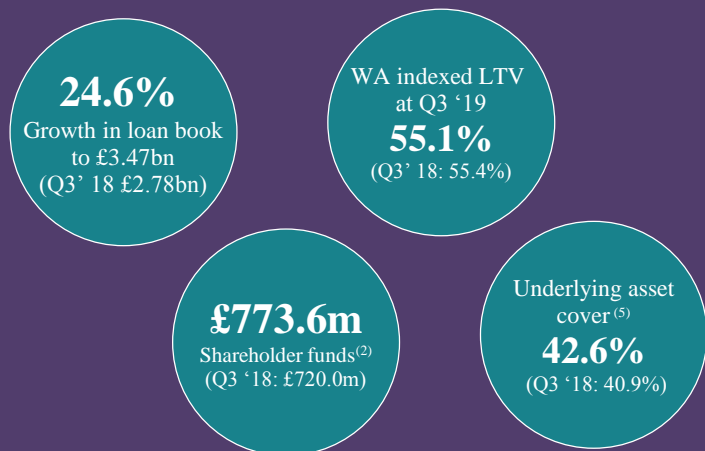 24.6%
Growth in loan book
to £3.47bn
(Q3’ 18 £2.78bn)
WA indexed LTV
at Q3 ‘19
55.1%
(Q3’ 18: 55.4%)
£773.6m
Shareholder funds(2)
(Q3 ‘18: £720.0m)
Underlying asset
cover (5)
42.6%
(Q3 ‘18: 40.9%)